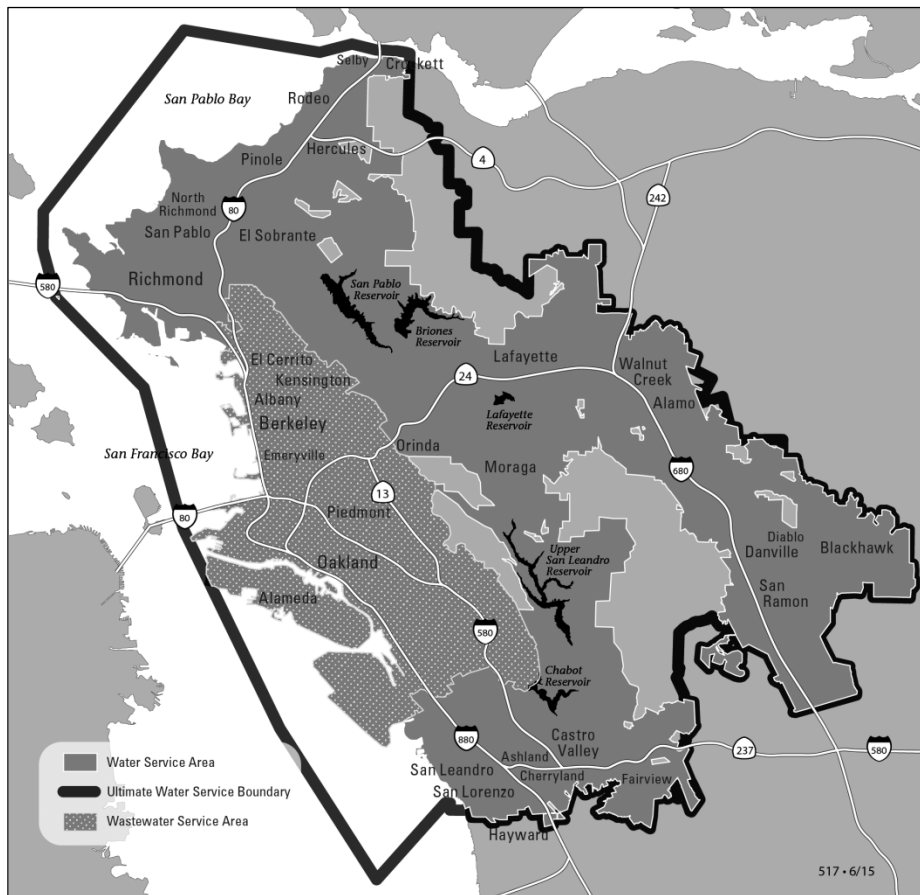 Selby
Crockett
San Pablo Bay
Rodeo
Hercules
4
Pinole
242
North
Richmond
80
San Pablo
El Sobrante
Richmond
580
San Pablo
Reservoir
Briones
Reservoir
El Cerrito
Kensington
Albany
Berkeley
Emeryville
Lafayette
24
Walnut
Creek
Alamo
Lafayette
Reservoir
Orinda
Moraga
680
San Francisco Bay
80
13
Piedmont
Oakland
Alameda
Upper
San Leandro
Reservoir
Diablo
Danville
Blackhawk
San
Ramon
580
Chabot
Reservoir
880
Castro
Valley
Ashland
Cherryland
237
580
San Leandro
San Lorenzo
Fairview
Hayward
Water Service Area
Ultimate Water Service Boundary
Wastewater Service Area
517 • 6/15